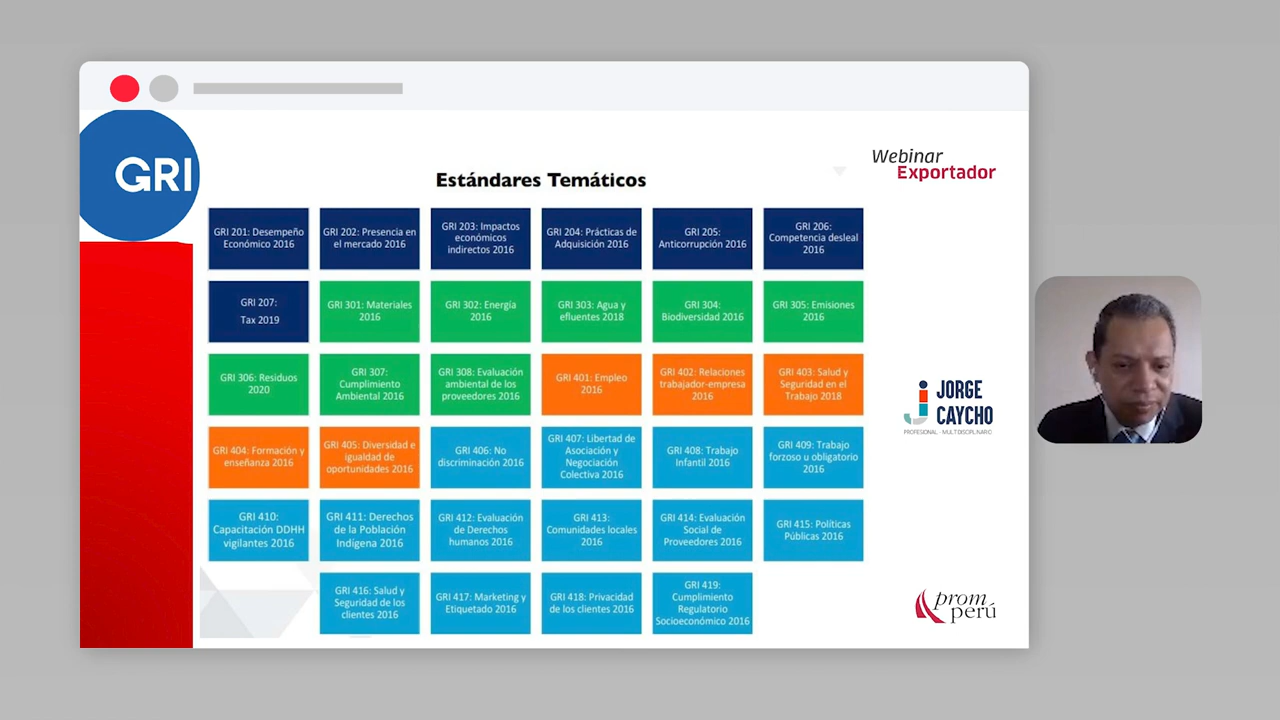 GRI
Webinar
Exportador
Estándares Temáticos
GRI 201: Desempeño
Económico 2016
GRI 202: Presencia en
el mercado 2016
GRI 203: Impactos
económicos
indirectos 2016
GRI 204: Prácticas de
Adquisición 2016
GRI 205:
Anticorrupción 2016
GRI 206:
Competencia desleal
2016
GRI 207:
Tax 2019
GRI 301: Materiales
2016
GRI 302: Energía
2016
GRI 303: Agua y
efluentes 2018
GRI 304:
Biodiversidad 2016
GRI 305: Emisiones
2016
GRI 306: Residuos
2020
GRI 307:
Cumplimiento
Ambiental 2016
GRI 308: Evaluación
ambiental de los
proveedores 2016
GRI 401: Empleo
2016
GRI 402: Relaciones
trabajador-empresa
2016
GRI 403: Salud y
Seguridad en el
Trabajo 2018
GRI 404: Formación y
enseñanza 2016
GRI 405: Diversidad e
igualdad de
oportunidades 2016
GRI 406: No
discriminación 2016
GRI 407: Libertad de
Asociación y
Negociación
Colectiva 2016
GRI 408: Trabajo
Infantil 2016
GRI 409: Trabajo
forzoso u obligatorio
2016
GRI 410:
Capacitación DDHH
vigilantes 2016
GRI 411: Derechos
de la Población
Indígena 2016
GRI 412: Evaluación
de Derechos
humanos 2016
GRI 413:
Comunidades locales
2016
GRI 414: Evaluación
Social de
Proveedores 2016
GRI 415: Políticas
Públicas 2016
GRI 416: Salud y
Seguridad de los
clientes 2016
GRI 417: Marketing y
Etiquetado 2016
GRI 418: Privacidad
de los clientes 2016
GRI 419:
Cumplimiento
Regulatorio
Socioeconómico 2016
j JORGE
CAYCHO
PROFESIONAL - MULTIDISCIPLINARIO
prom
perú